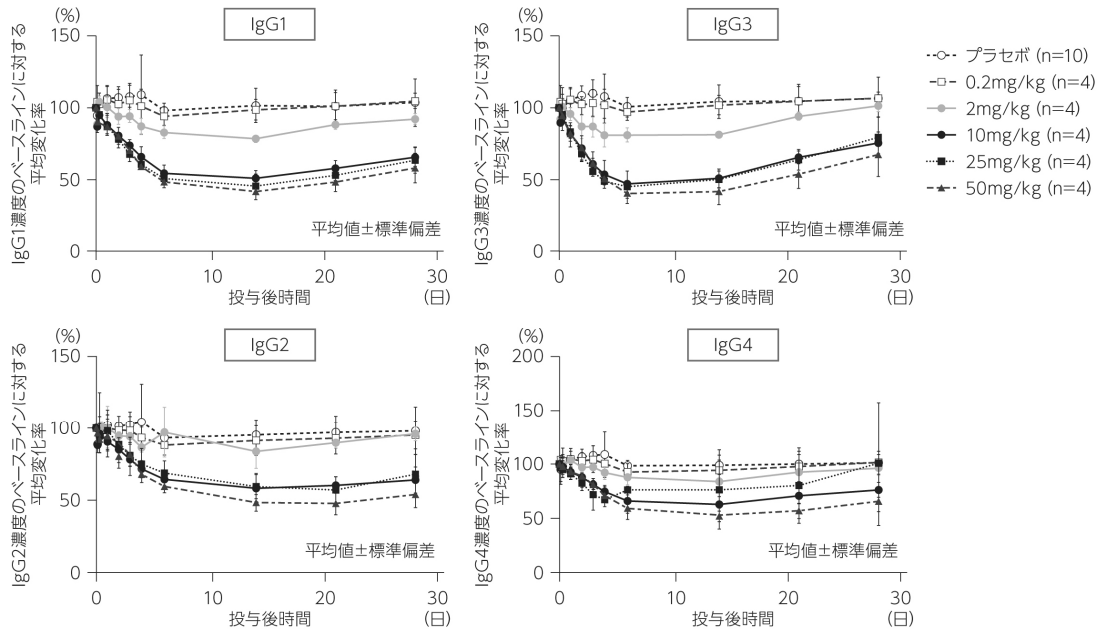 IgG1
(%)
150
100
50
0
IgG1濃度のベースラインに対する
平均変化率
平均値±標準偏差
0 10 20 30
投与後時間 (日)
IgG3
(%)
150
100
50
0
IgG3濃度のベースラインに対する
平均変化率
平均値±標準偏差
0 10 20 30
投与後時間 (日)
プラセボ (n=10)
0.2mg/kg (n=4)
2mg/kg (n=4)
10mg/kg (n=4)
25mg/kg (n=4)
50mg/kg (n=4)
IgG2
(%)
150
100
50
0
IgG2濃度のベースラインに対する
平均変化率
平均値±標準偏差
0 10 20 30
投与後時間 (日)
IgG4
(%)
200
150
100
50
0
IgG4濃度のベースラインに対する
平均変化率
平均値±標準偏差
0 10 20 30
投与後時間 (日)